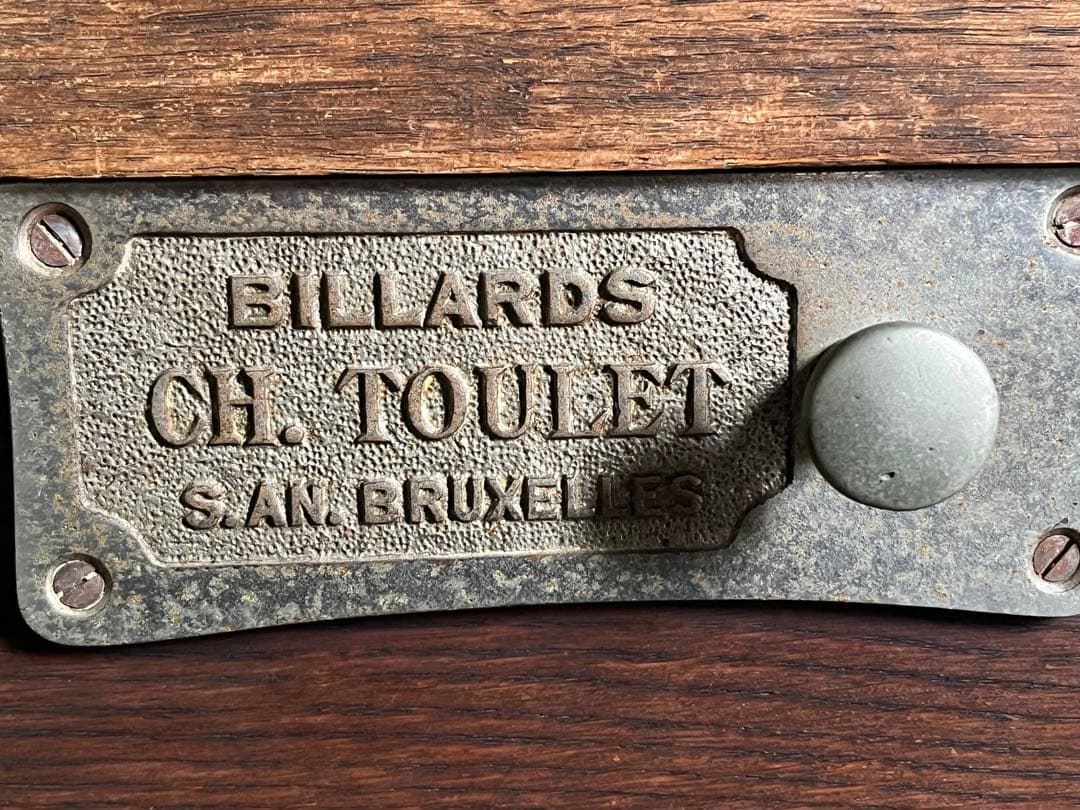 BILLARDS
CH. TOULET
S.AN. BRUXELLES